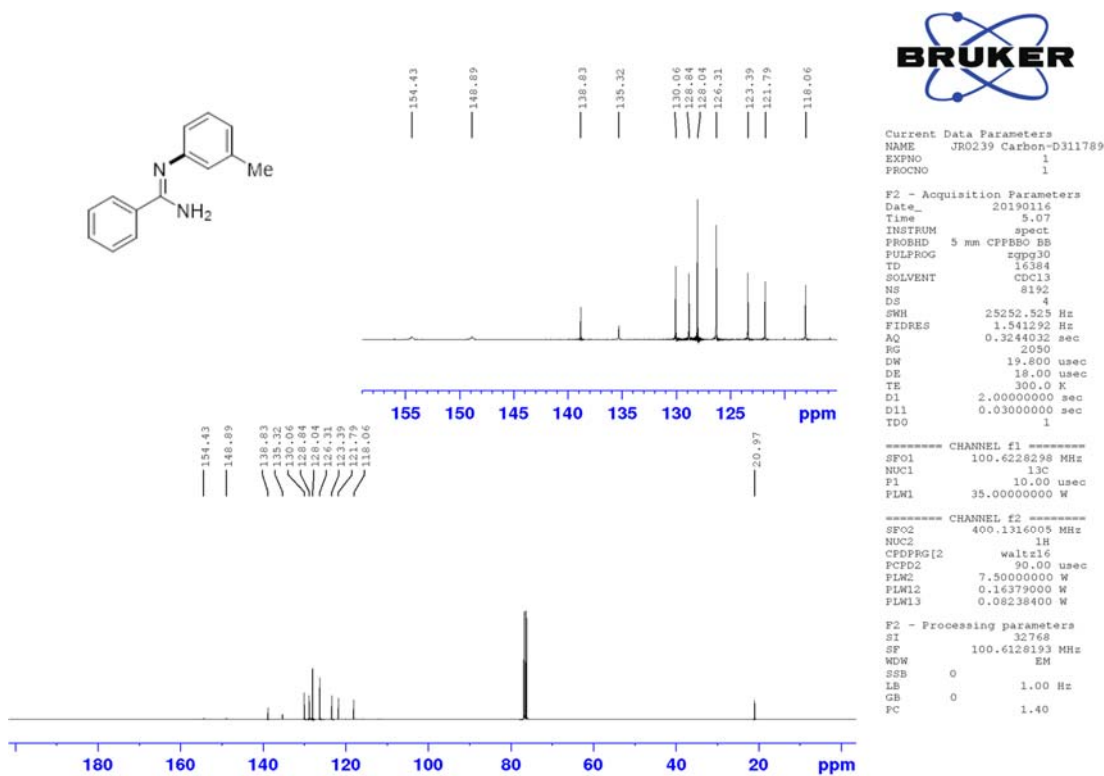 BRUKER
154.43
148.89
138.83
135.32
130.06
128.84
128.04
126.31
123.39
121.79
118.06
N
Me
NH2
155 150 145 140 135 130 125 ppm
154.43
148.89
138.83
135.32
130.06
128.84
128.04
126.31
123.39
121.79
118.06
20.97
180 160 140 120 100 80 60 40 20 ppm
Current Data Parameters
NAME JR0239 Carbon-D311789
EXPNO 1
PROCNO 1
F2 - Acquisition Parameters
Date_ 20190116
Time 5.07
INSTRUM spect
PROBHD 5 mm CPPBBO BB
PULPROG zgpg30
TD 16384
SOLVENT CDCl3
NS 8192
DS 4
SWH 25252.525 Hz
FIDRES 1.541292 Hz
AQ 0.3244032 sec
RG 2050
DW 19.800 usec
DE 18.00 usec
TE 300.0 K
D1 2.00000000 sec
D11 0.03000000 sec
TD0 1
======== CHANNEL f1 ========
SFO1 100.6228298 MHz
NUC1 13C
P1 10.00 usec
PLW1 35.00000000 W
======== CHANNEL f2 ========
SFO2 400.1316005 MHz
NUC2 1H
CPDPRG[2 waltz16
PCPD2 90.00 usec
PLW2 7.50000000 W
PLW12 0.16379000 W
PLW13 0.08238400 W
F2 - Processing parameters
SI 32768
SF 100.6128193 MHz
WDW EM
SSB 0
LB 1.00 Hz
GB 0
PC 1.40